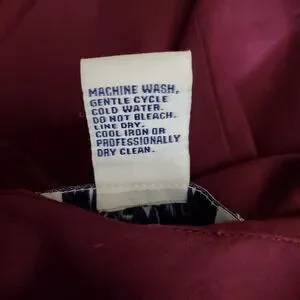 MACHINE WASH,
GENTLE CYCLE
COLD WATER.
DO NOT BLEACH.
LINE DRY.
COOL IRON OR
PROFESSIONALLY
DRY CLEAN.